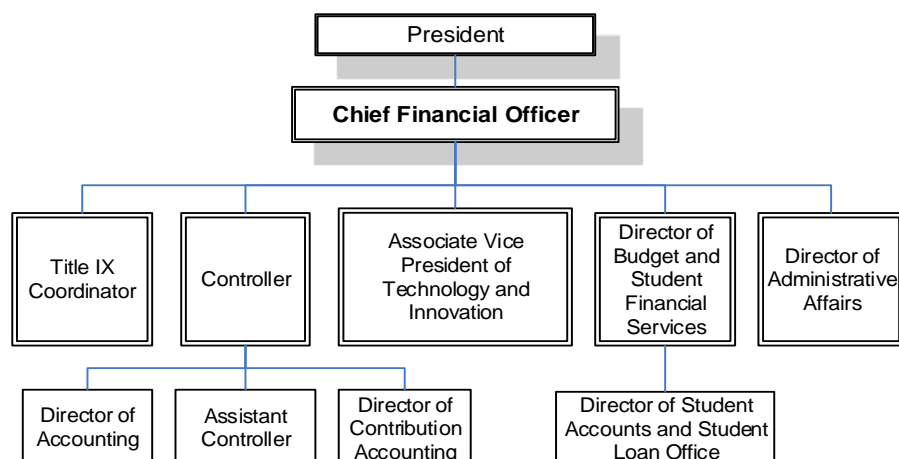 President
Chief Financial Officer
Title IX
Coordinator
Controller
Associate Vice
President of
Technology and
Innovation
Director of
Budget and
Student
Financial
Services
Director of
Administrative
Affairs
Director of
Accounting
Assistant
Controller
Director of
Contribution
Accounting
Director of Student
Accounts and Student
Loan Office